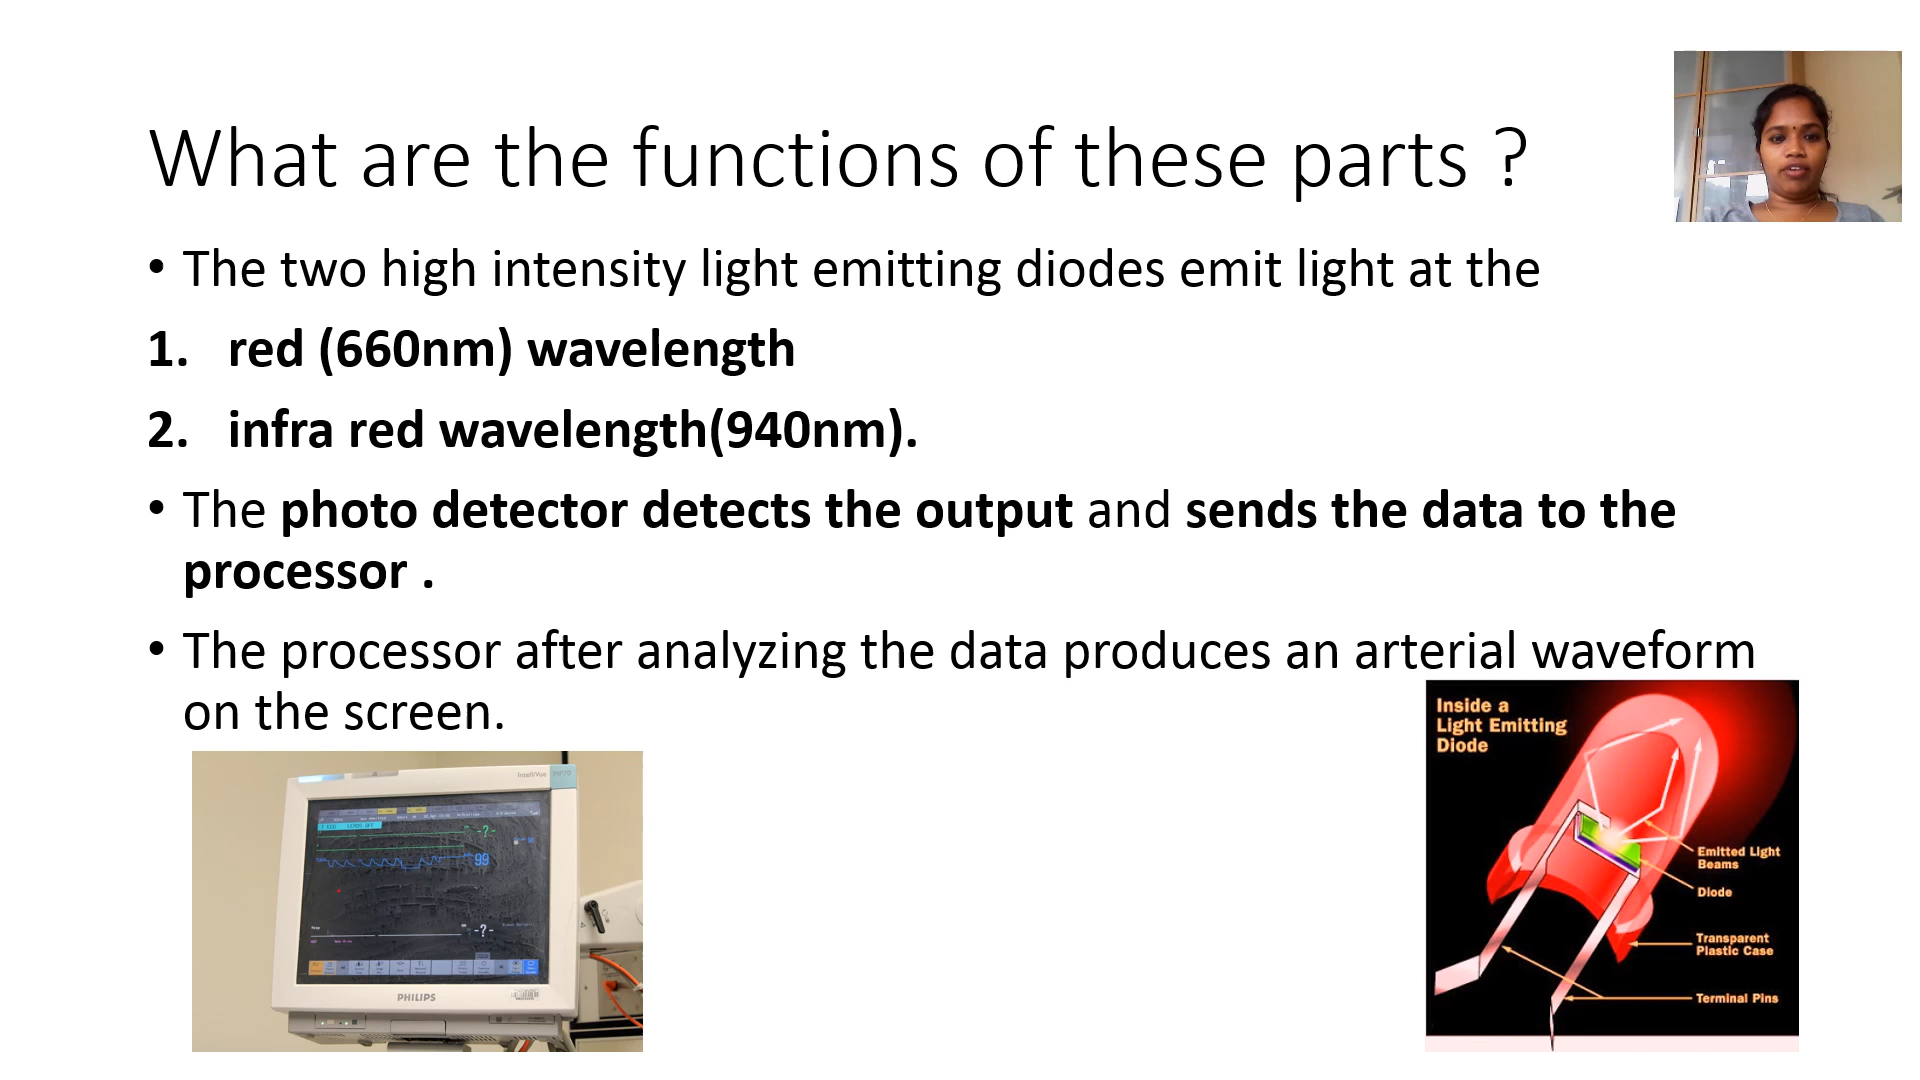 What are the functions of these parts ?
• The two high intensity light emitting diodes emit light at the
1. red (660nm) wavelength
2. infra red wavelength(940nm).
• The photo detector detects the output and sends the data to the
processor .
• The processor after analyzing the data produces an arterial waveform
on the screen.
Inside a
Light Emitting
Diode
Emitted Light
Beams
Diode
Transparent
Plastic Case
Terminal Pins
IntelliVue MP70
-?-
99
-?-
PHILIPS